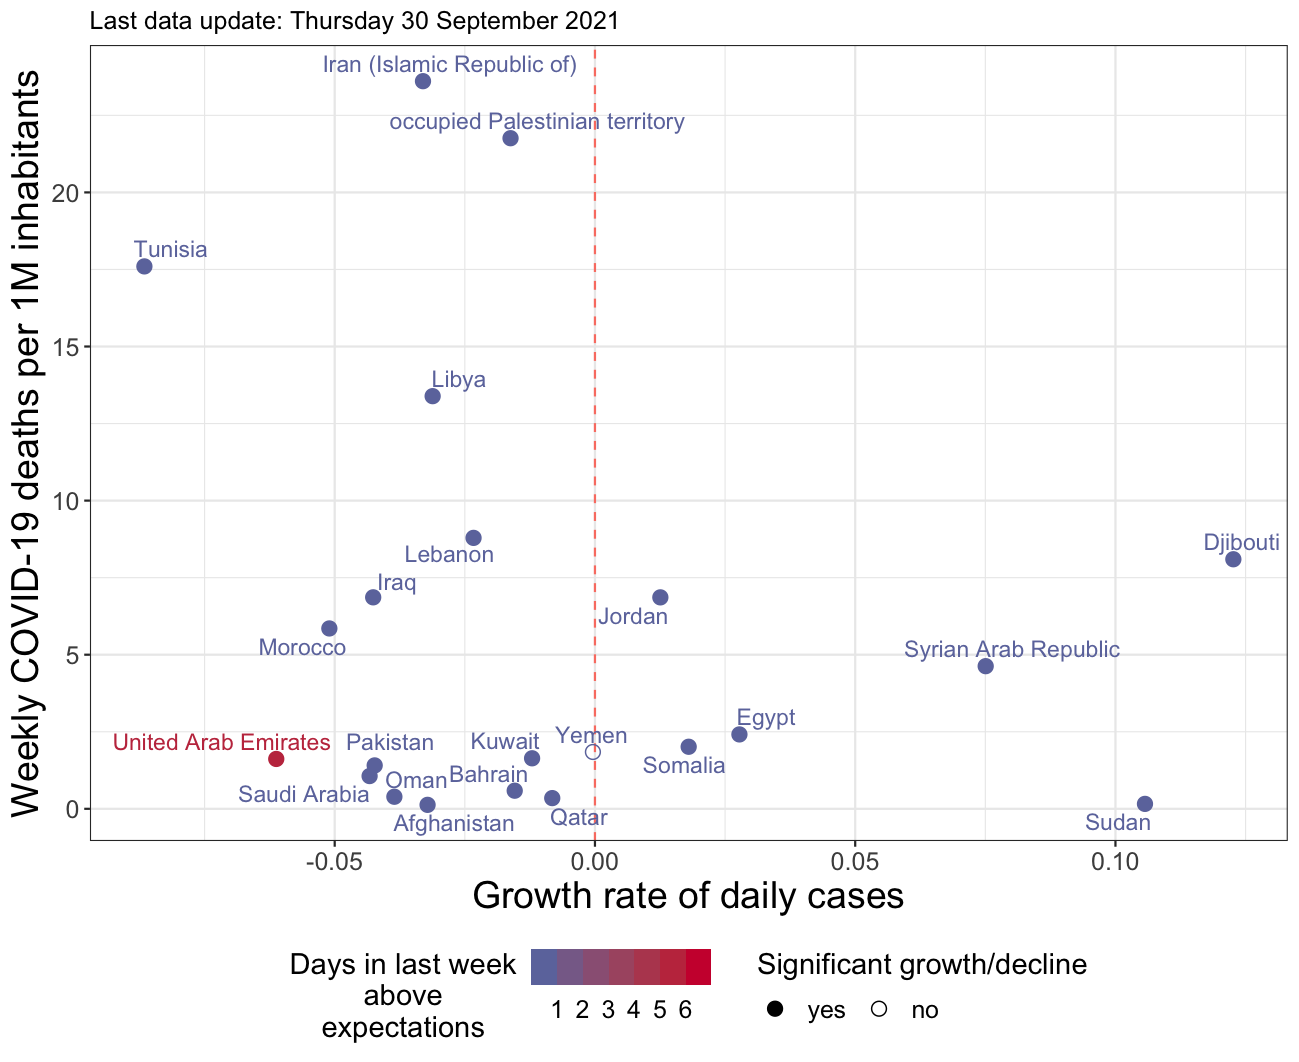 Last data update: Thursday 30 September 2021
Weekly COVID-19 deaths per 1M inhabitants
20
15
10
5
0
Iran (Islamic Republic of)
occupied Palestinian territory
Tunisia
Libya
Lebanon
Djibouti
Iraq
Jordan
Morocco
Syrian Arab Republic
Egypt
Yemen
United Arab Emirates
Pakistan
Kuwait
Somalia
Saudi Arabia
Oman
Bahrain
Afghanistan
Qatar
Sudan
-0.05
0.00
0.05
0.10
Growth rate of daily cases
Days in last week
above
expectations
1 2 3 4 5 6
Significant growth/decline
yes
no